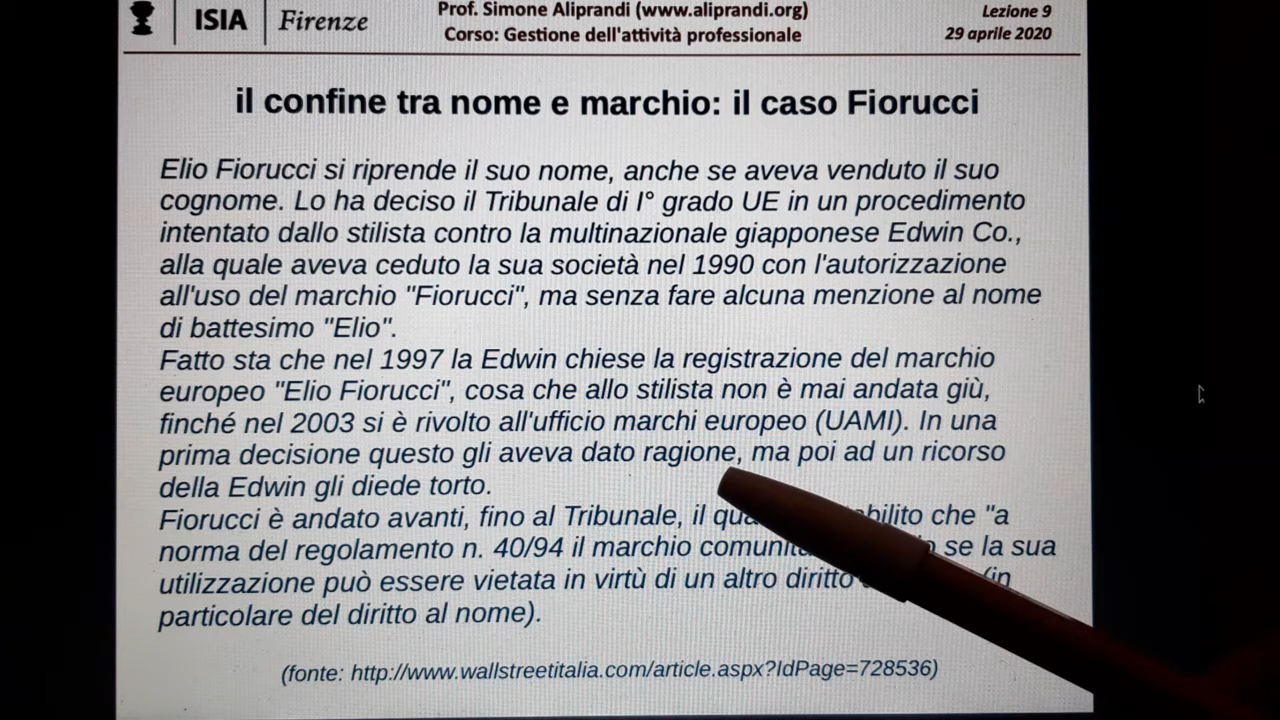 ISIA Firenze
Prof. Simone Aliprandi (www.aliprandi.org)
Corso: Gestione dell'attività professionale
Lezione 9
29 aprile 2020
il confine tra nome e marchio: il caso Fiorucci
Elio Fiorucci si riprende il suo nome, anche se aveva venduto il suo
cognome. Lo ha deciso il Tribunale di I° grado UE in un procedimento
intentato dallo stilista contro la multinazionale giapponese Edwin Co.,
alla quale aveva ceduto la sua società nel 1990 con l'autorizzazione
all'uso del marchio "Fiorucci", ma senza fare alcuna menzione al nome
di battesimo "Elio".
Fatto sta che nel 1997 la Edwin chiese la registrazione del marchio
europeo "Elio Fiorucci", cosa che allo stilista non è mai andata giù,
finché nel 2003 si è rivolto all'ufficio marchi europeo (UAMI). In una
prima decisione questo gli aveva dato ragione, ma poi ad un ricorso
della Edwin gli diede torto.
Fiorucci è andato avanti, fino al Tribunale, il che "a
norma del regolamento n. 40/94 il marchio se la sua
utilizzazione può essere vietata in virtù di un altro diritto (in
particolare del diritto al nome).
(fonte: http://www.wallstreetitalia.com/article.aspx?IdPage=728536)